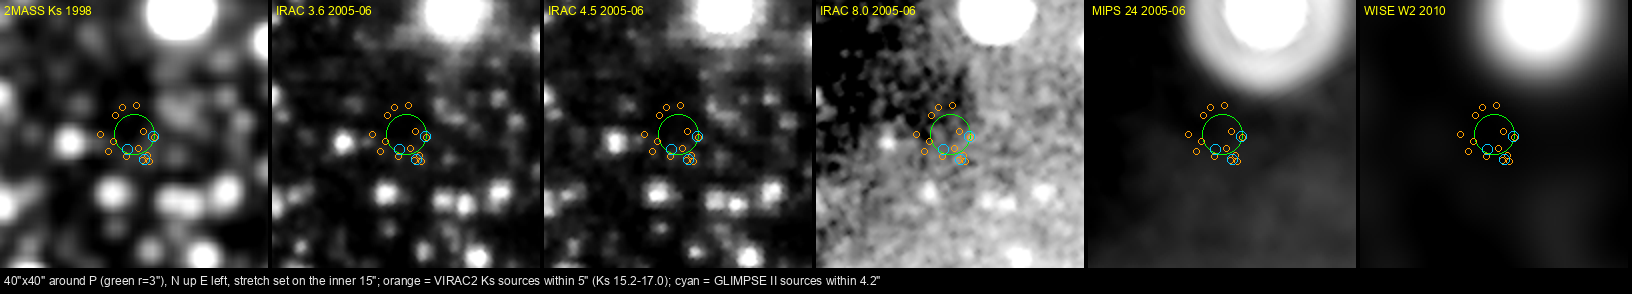 2MASS Ks 1998
IRAC 3.6 2005-06
IRAC 4.5 2005-06
IRAC 8.0 2005-06
MIPS 24 2005-06
WISE W2 2010
40"x40" around P (green r=3"), N up E left, stretch set on the inner 15"; orange = VIRAC2 Ks sources within 5" (Ks 15.2-17.0); cyan = GLIMPSE II sources within 4.2"